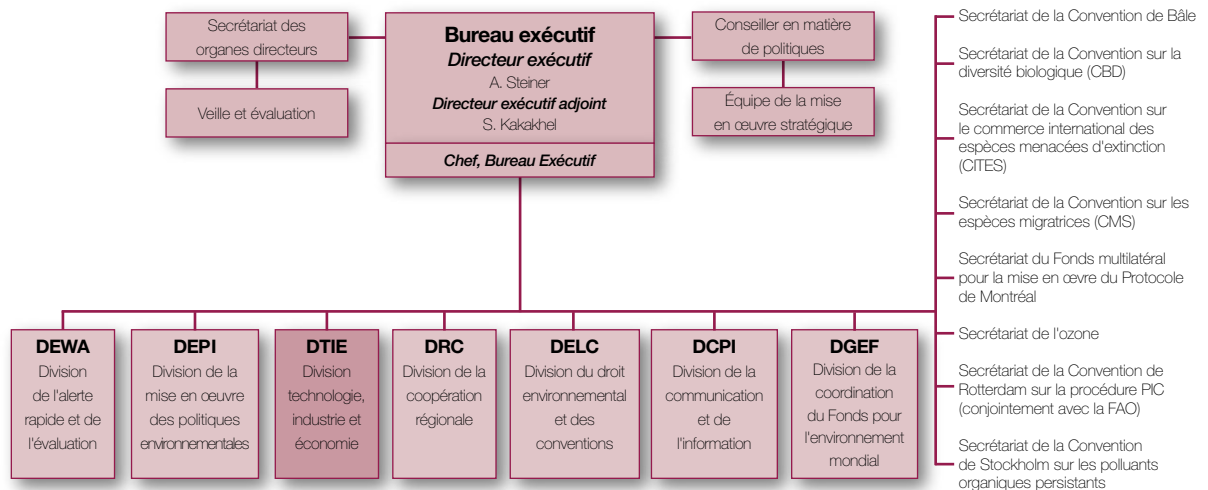 Secrétariat des
organes directeurs
Veille et évaluation
Bureau exécutif
Directeur exécutif
A. Steiner
Directeur exécutif adjoint
S. Kakakhel
Chef, Bureau Exécutif
Conseiller en matière
de politiques
Équipe de la mise
en œuvre stratégique
DEWA
Division
de l'alerte
rapide et de
l'évaluation
DEPI
Division de la
mise en œuvre
des politiques
environnementales
DTIE
Division
technologie,
industrie et
économie
DRC
Division de la
coopération
régionale
DELC
Division du droit
environmental
et des
conventions
DCPI
Division de la
communication
et de
l'information
DGEF
Division de la
coordination
du Fonds pour
l'environnement
mondial
Secrétariat de la Convention de Bâle
Secrétariat de la Convention sur la
diversité biologique (CBD)
Secrétariat de la Convention sur
le commerce international des
espèces menacées d'extinction
(CITES)
Secrétariat de la Convention sur les
espèces migratrices (CMS)
Secrétariat du Fonds multilatéral
pour la mise en œvre du Protocole
de Montréal
Secrétariat de l'ozone
Secrétariat de la Convention de
Rotterdam sur la procédure PIC
(conjointement avec la FAO)
Secrétariat de la Convention
de Stockholm sur les polluants
organiques persistants